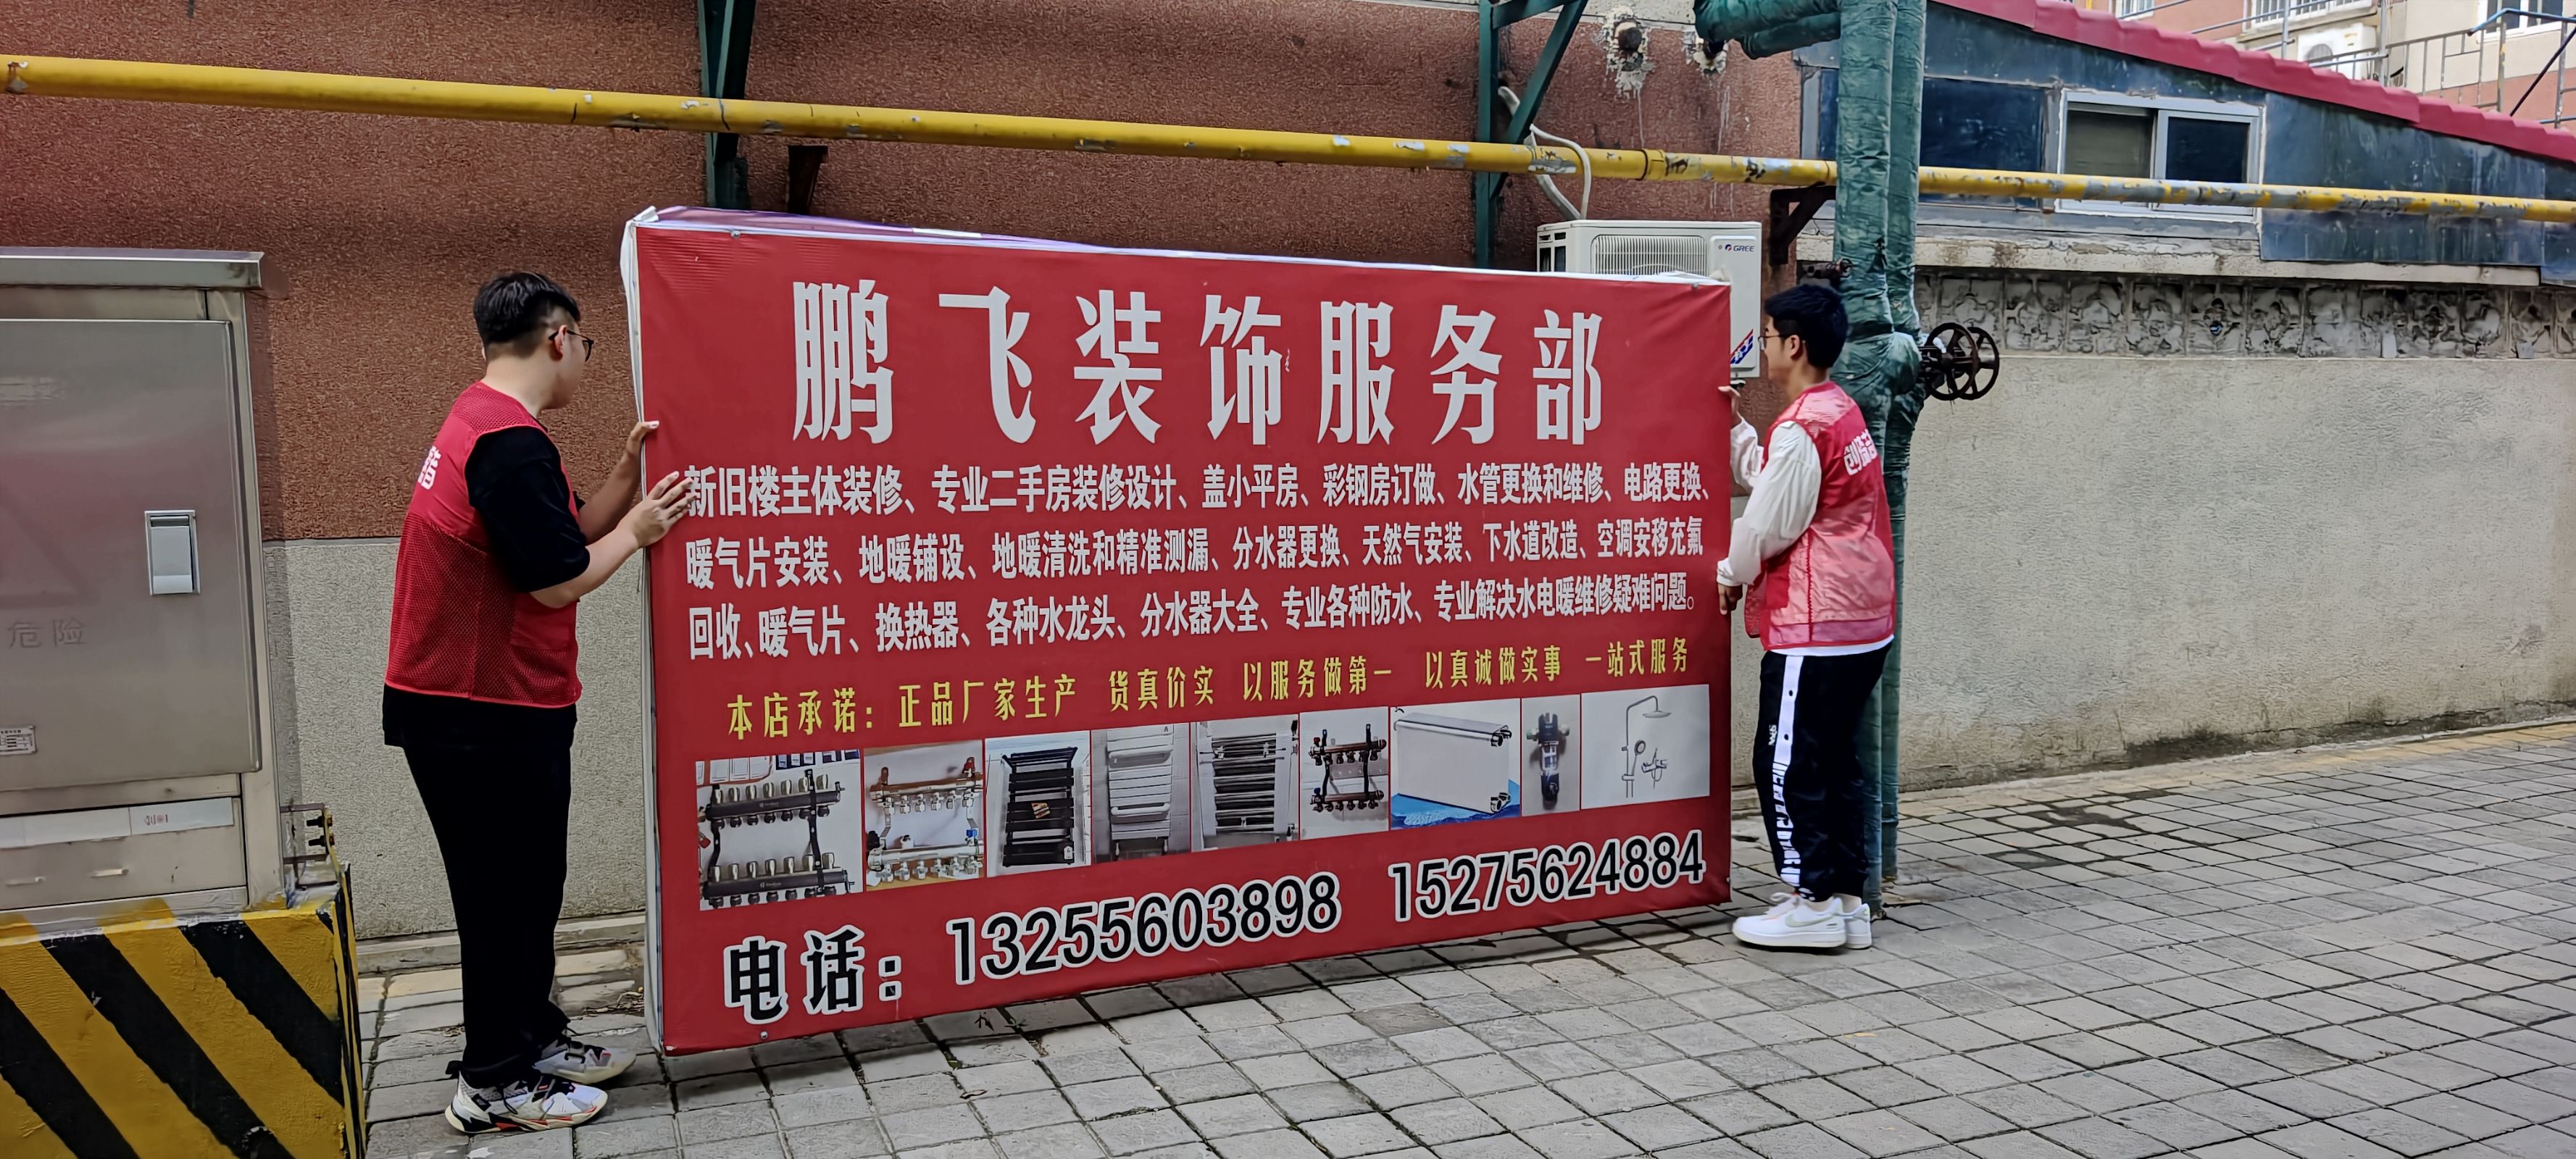 鹏飞装饰服务部
新旧楼主体装修、专业二手房装修设计、盖小平房、彩钢房订做、水管更换和维修、电路更换、
暖气片安装、地暖铺设、地暖清洗和精准测漏、分水器更换、天然气安装、下水道改造、空调安移充氟
回收、暖气片、换热器、各种水龙头、分水器大全、专业各种防水、专业解决水电暖维修疑难问题。
本店承诺：正品厂家生产 货真价实 以服务做第一 以真诚做实事 一站式服务
电话：13255603898 15275624884
GREE
危险